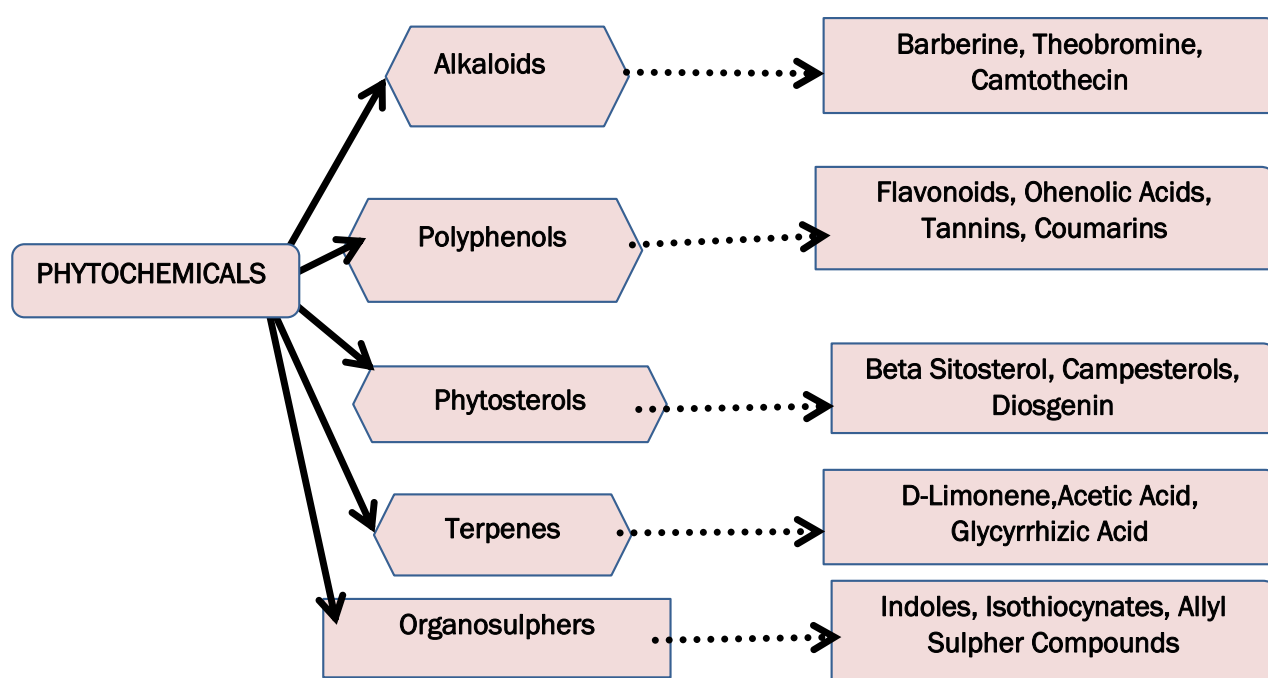 Alkaloids
Barberine, Theobromine,
Camtothecin
Polyphenols
Flavonoids, Ohenolic Acids,
Tannins, Coumarins
PHYTOCHEMICALS
Phytosterols
Beta Sitosterol, Campesterols,
Diosgenin
Terpenes
D-Limonene,Acetic Acid,
Glycyrrhizic Acid
Organosulphers
Indoles, Isothiocynates, Allyl
Sulpher Compounds